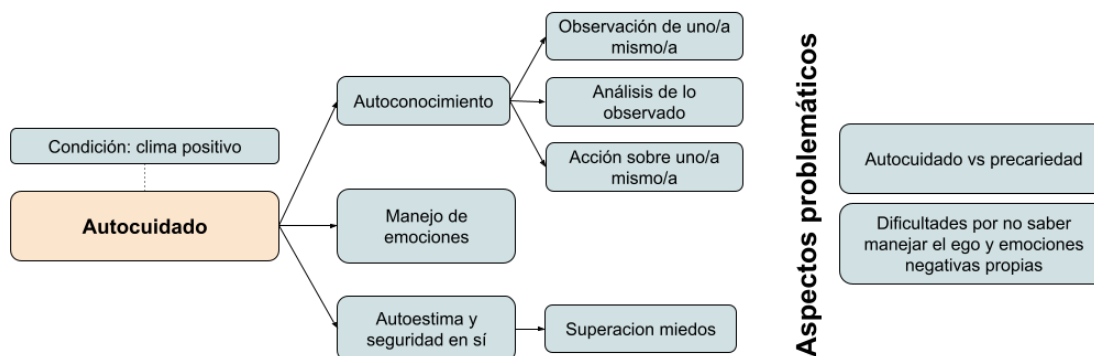 Condición: clima positivo
Autocuidado
Autoconocimiento
Manejo de
emociones
Autoestima y
seguridad en sí
Observación de uno/a
mismo/a
Análisis de lo
observado
Acción sobre uno/a
mismo/a
Superacion miedos
Aspectos problemáticos
Autocuidado vs precariedad
Dificultades por no saber
manejar el ego y emociones
negativas propias